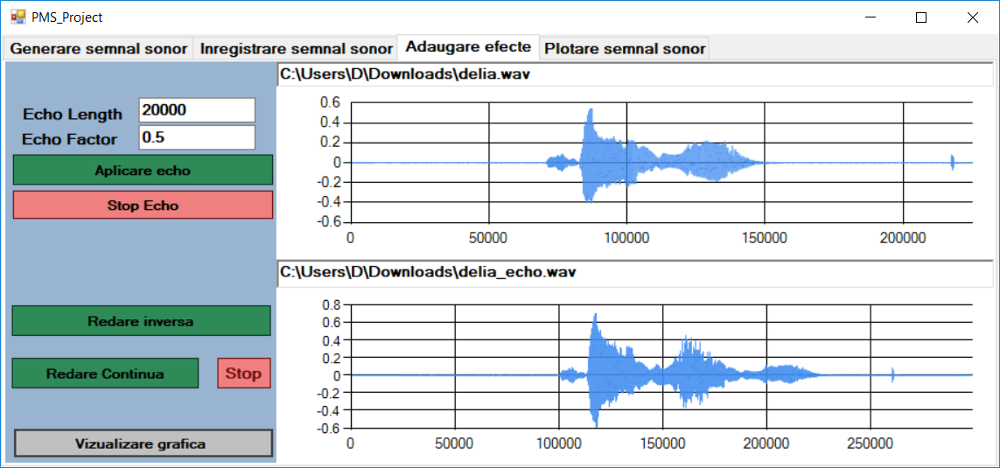 PMS_Project
Generare semnal sonor Inregistrare semnal sonor Adaugare efecte Plotare semnal sonor
Echo Length 20000
Echo Factor 0.5
Aplicare echo
Stop Echo
Redare inversa
Redare Continua Stop
Vizualizare grafica
C:\Users\D\Downloads\delia.wav
0.6
0.4
0.2
0
-0.2
-0.4
-0.6
0 50000 100000 150000 200000
C:\Users\D\Downloads\delia_echo.wav
0.8
0.6
0.4
0.2
0
-0.2
-0.4
-0.6
0 50000 100000 150000 200000 250000